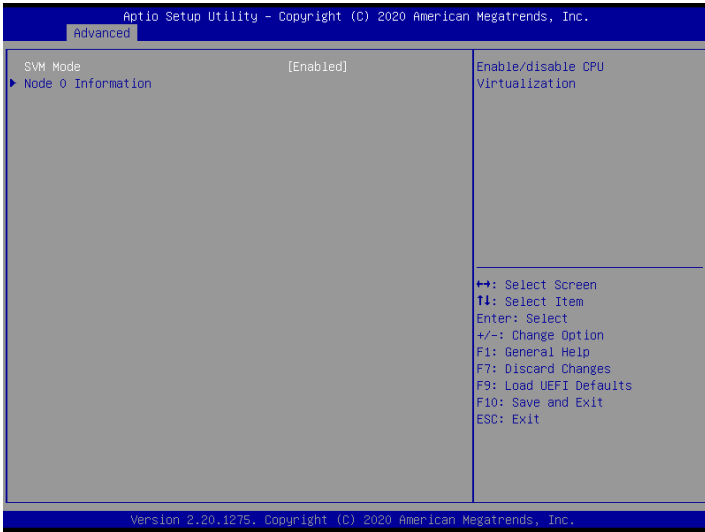 Aptio Setup Utility – Copyright (C) 2020 American Megatrends, Inc.
Advanced
SVM Mode [Enabled]
Node 0 Information
Enable/disable CPU
Virtualization
↔: Select Screen
↑↓: Select Item
Enter: Select
+/-: Change Option
F1: General Help
F7: Discard Changes
F9: Load UEFI Defaults
F10: Save and Exit
ESC: Exit
Version 2.20.1275. Copyright (C) 2020 American Megatrends, Inc.